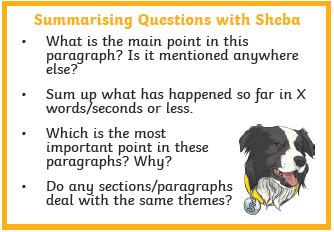 Summarising Questions with Sheba
• What is the main point in this
paragraph? Is it mentioned anywhere
else?
• Sum up what has happened so far in X
words/seconds or less.
• Which is the most
important point in these
paragraphs? Why?
• Do any sections/paragraphs
deal with the same themes?